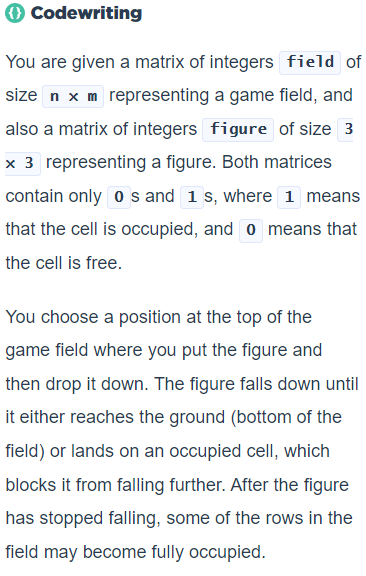 Codewriting
You are given a matrix of integers field of
size n x m representing a game field, and
also a matrix of integers figure of size 3
x 3 representing a figure. Both matrices
contain only 0 s and 1 s, where 1 means
that the cell is occupied, and 0 means that
the cell is free.
You choose a position at the top of the
game field where you put the figure and
then drop it down. The figure falls down until
it either reaches the ground (bottom of the
field) or lands on an occupied cell, which
blocks it from falling further. After the figure
has stopped falling, some of the rows in the
field may become fully occupied.